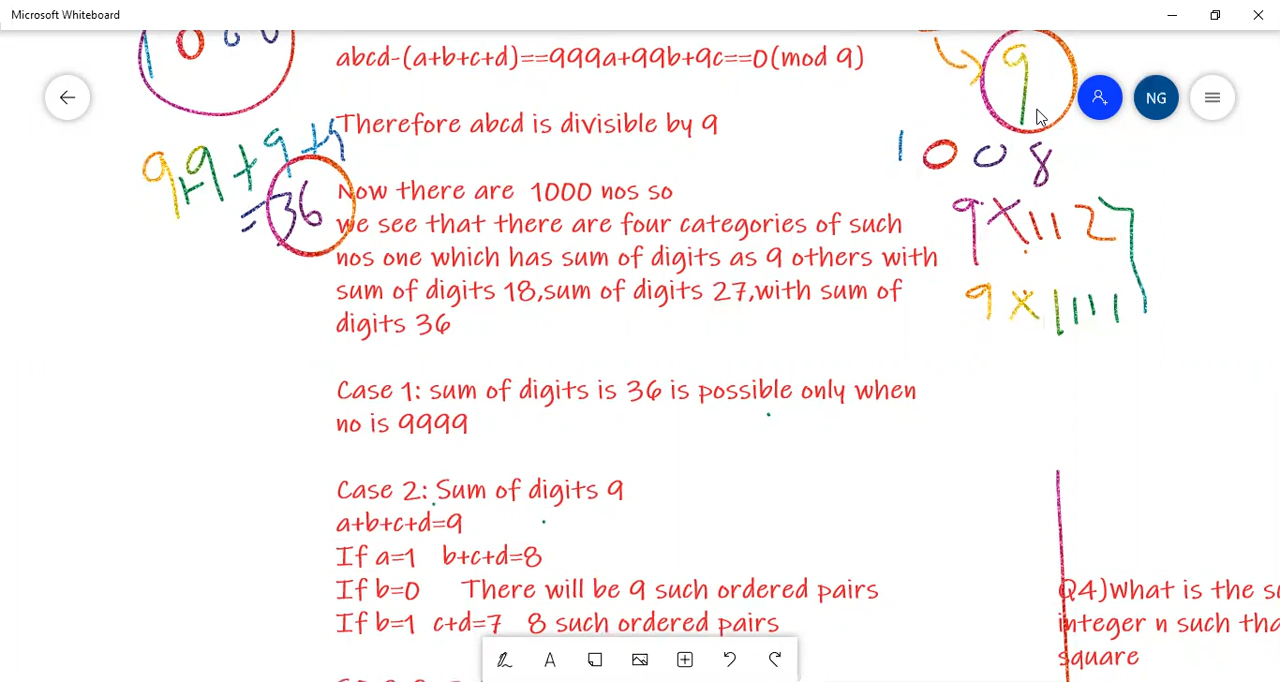 Microsoft Whiteboard
1000
abcd-(a+b+c+d)==999a+99b+9c==0(mod 9)
9
NG
Therefore abcd is divisible by 9
9+9+9+9
=36
1008
Now there are 1000 nos so
we see that there are four categories of such
nos one which has sum of digits as 9 others with
sum of digits 18,sum of digits 27,with sum of
digits 36
9×1127
9×1111
Case 1: sum of digits is 36 is possible only when
no is 9999
Case 2: Sum of digits 9
a+b+c+d=9
If a=1 b+c+d=8
If b=0 There will be 9 such ordered pairs
If b=1 c+d=7 8 such ordered pairs
Q4)What is the
integer n such
square